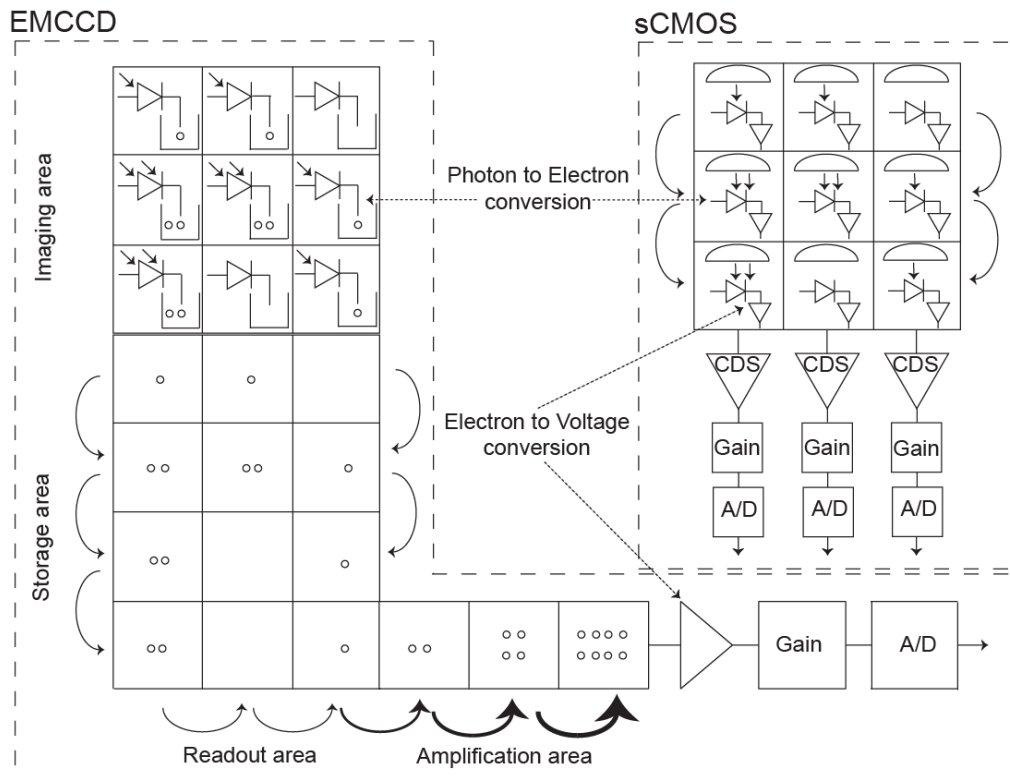 EMCCD
sCMOS
Imaging area
Photon to Electron
conversion
CDS
CDS
CDS
Electron to Voltage
conversion
Gain
Gain
Gain
A/D
A/D
A/D
Storage area
Gain
A/D
Readout area
Amplification area